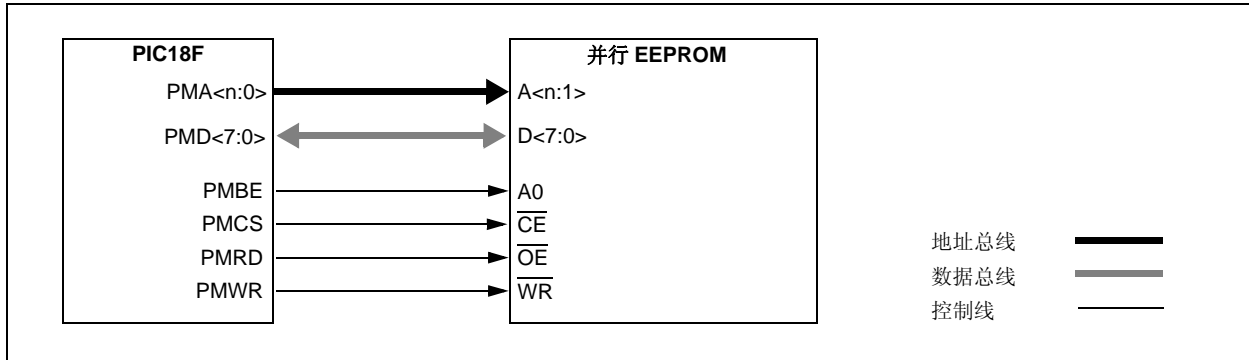 PIC18F
并行 EEPROM
PMA<n:0>
A<n:1>
PMD<7:0>
D<7:0>
PMBE
A0
PMCS
CE
PMRD
OE
PMWR
WR
地址总线
数据总线
控制线